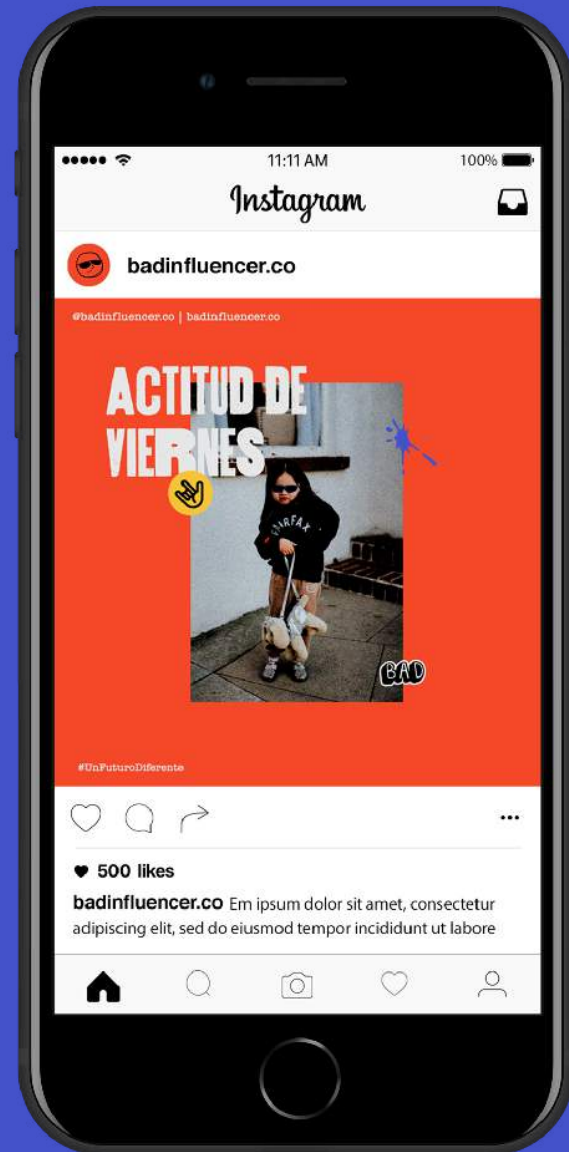 11:11 AM
100%
Instagram
badinfluencer.co
@badinfluencer.co | badinfluencer.co
ACTITUD DE
VIERNES
FAIRFAX
BAD
#UnFuturoDiferente
500 likes
badinfluencer.co Em ipsum dolor sit amet, consectetur
adipiscing elit, sed do eiusmod tempor incididunt ut labore